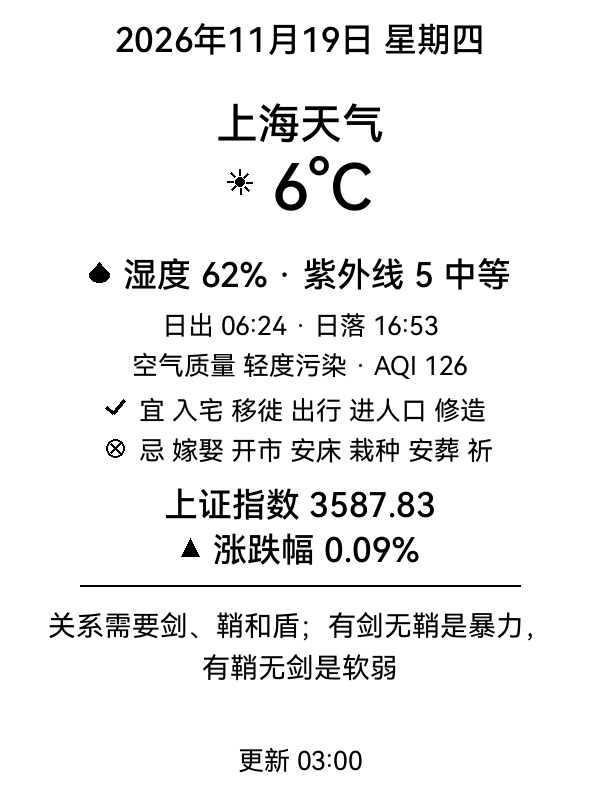 2026年11月19日 星期四
上海天气
6°C
湿度 62% · 紫外线 5 中等
日出 06:24 · 日落 16:53
空气质量 轻度污染 · AQI 126
宜 入宅 移徙 出行 进人口 修造
忌 嫁娶 开市 安床 栽种 安葬 祈
上证指数 3587.83
▲ 涨跌幅 0.09%
关系需要剑、鞘和盾；有剑无鞘是暴力，
有鞘无剑是软弱
更新 03:00